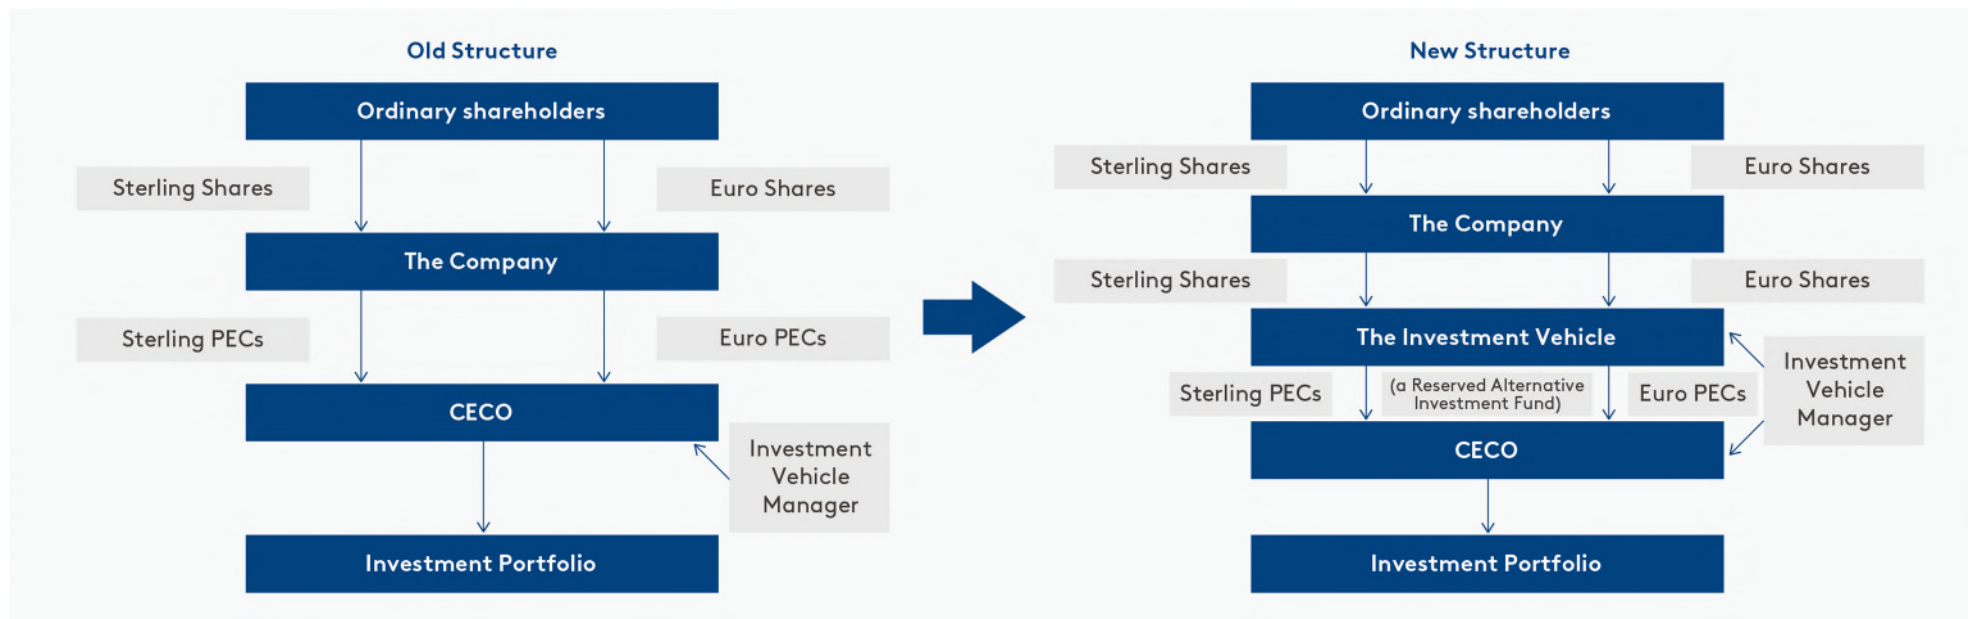 Old Structure
Ordinary shareholders
Sterling Shares
Euro Shares
The Company
Sterling PECs
Euro PECs
CECO
Investment
Vehicle
Manager
Investment Portfolio
New Structure
Ordinary shareholders
Sterling Shares
Euro Shares
The Company
Sterling Shares
Euro Shares
The Investment Vehicle
Sterling PECs
(a Reserved Alternative
Investment Fund)
Euro PECs
Investment
Vehicle
Manager
CECO
Investment Portfolio